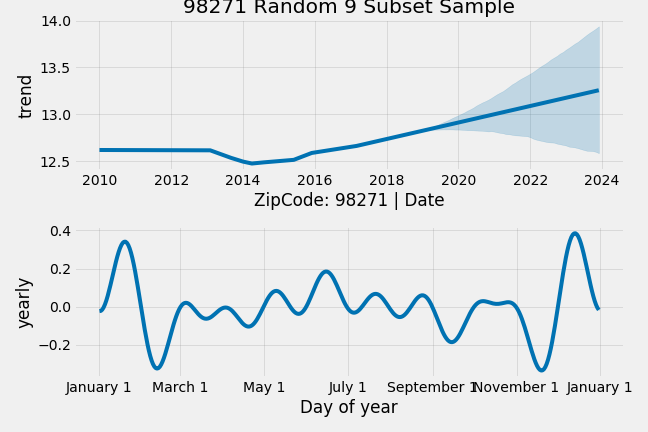 98271 Random 9 Subset Sample
14.0
13.5
13.0
12.5
trend
2010 2012 2014 2016 2018 2020 2022 2024
ZipCode: 98271 | Date
0.4
0.2
0.0
−0.2
yearly
January 1 March 1 May 1 July 1 September 1 November 1 January 1
Day of year